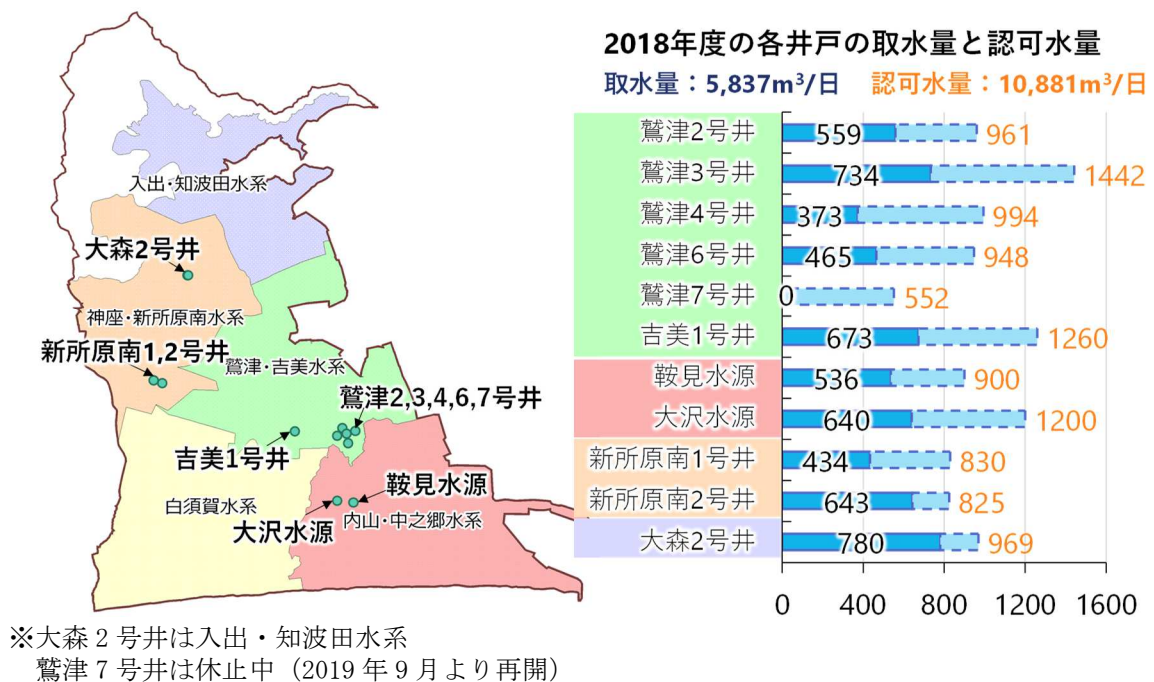 入出・知波田水系
大森2号井
神座・新所原南水系
新所原南1,2号井
鷲津・吉美水系
鷲津2,3,4,6,7号井
吉美1号井
鞍見水源
白須賀水系
大沢水源
内山・中之郷水系
※大森2号井は入出・知波田水系
鷲津7号井は休止中（2019年9月より再開）
2018年度の各井戸の取水量と認可水量
取水量：5,837m³/日 認可水量：10,881m³/日
鷲津2号井 559 961
鷲津3号井 734 1442
鷲津4号井 373 994
鷲津6号井 465 948
鷲津7号井 0 552
吉美1号井 673 1260
鞍見水源 536 900
大沢水源 640 1200
新所原南1号井 434 830
新所原南2号井 643 825
大森2号井 780 969
0 400 800 1200 1600